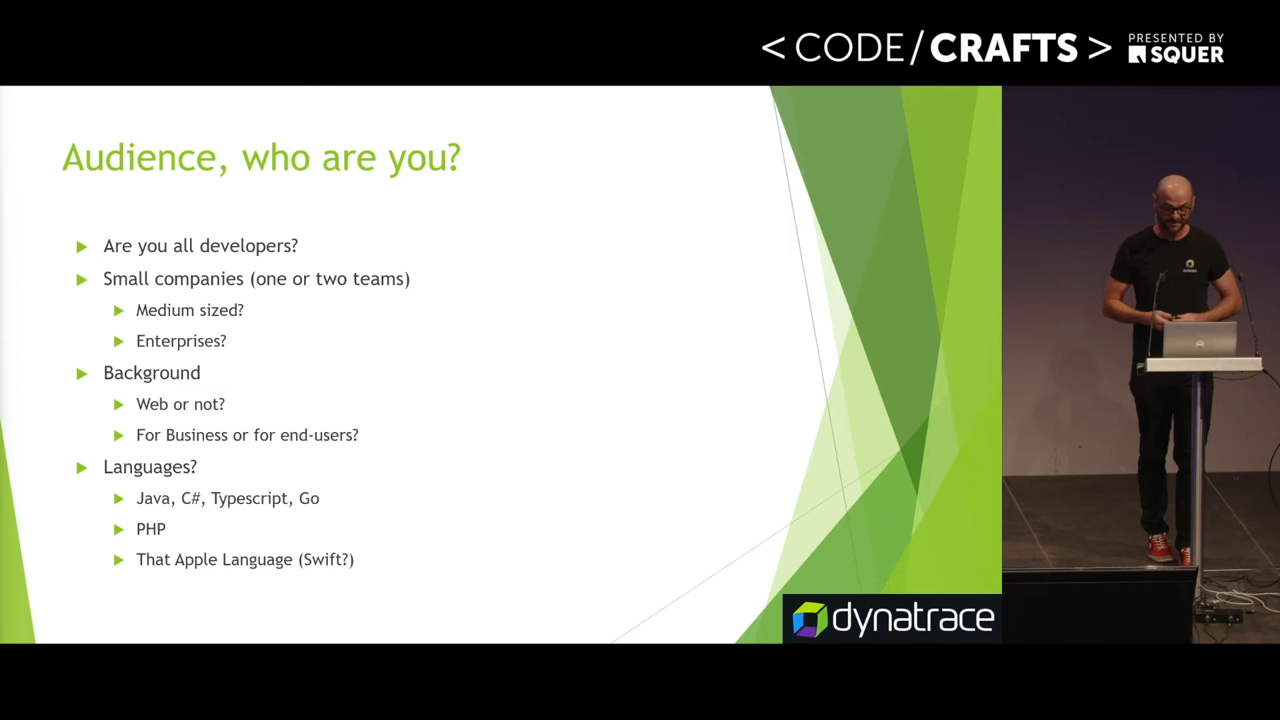 < CODE/CRAFTS >
PRESENTED BY
SQUER
Audience, who are you?
Are you all developers?
Small companies (one or two teams)
Medium sized?
Enterprises?
Background
Web or not?
For Business or for end-users?
Languages?
Java, C#, Typescript, Go
PHP
That Apple Language (Swift?)
dynatrace
dynatrace